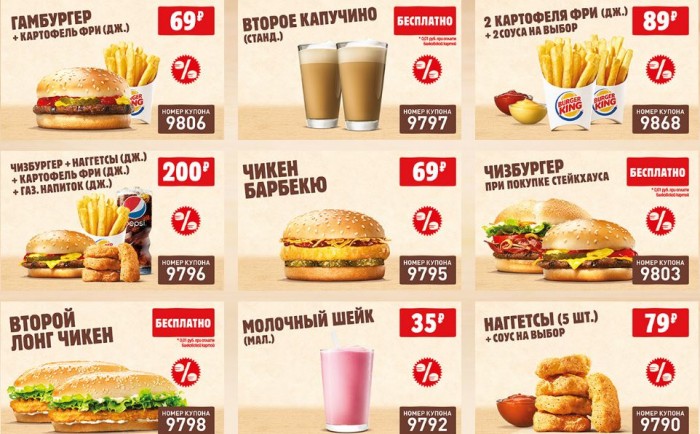 ГАМБУРГЕР
+ КАРТОФЕЛЬ ФРИ (ДЖ.)
69₽
%
BURGER
KING
НОМЕР КУПОНА
9806
ВТОРОЕ КАПУЧИНО
(СТАНД.)
БЕСПЛАТНО
%
НОМЕР КУПОНА
9797
2 КАРТОФЕЛЯ ФРИ (ДЖ.)
+ 2 СОУСА НА ВЫБОР
89₽
%
BURGER
KING
BURGER
KING
НОМЕР КУПОНА
9868
ЧИЗБУРГЕР + НАГГЕТСЫ (ДЖ.)
+ КАРТОФЕЛЬ ФРИ (ДЖ.)
+ ГАЗ. НАПИТОК (ДЖ.)
200₽
%
pepsi
НОМЕР КУПОНА
9796
ЧИКЕН
БАРБЕКЮ
69₽
%
НОМЕР КУПОНА
9795
ЧИЗБУРГЕР
ПРИ ПОКУПКЕ СТЕЙКХАУСА
БЕСПЛАТНО
%
НОМЕР КУПОНА
9803
ВТОРОЙ
ЛОНГ ЧИКЕН
БЕСПЛАТНО
%
НОМЕР КУПОНА
9798
МОЛОЧНЫЙ ШЕЙК
(МАЛ.)
35₽
%
НОМЕР КУПОНА
9792
НАГГЕТСЫ (5 ШТ.)
+ СОУС НА ВЫБОР
79₽
%
НОМЕР КУПОНА
9790